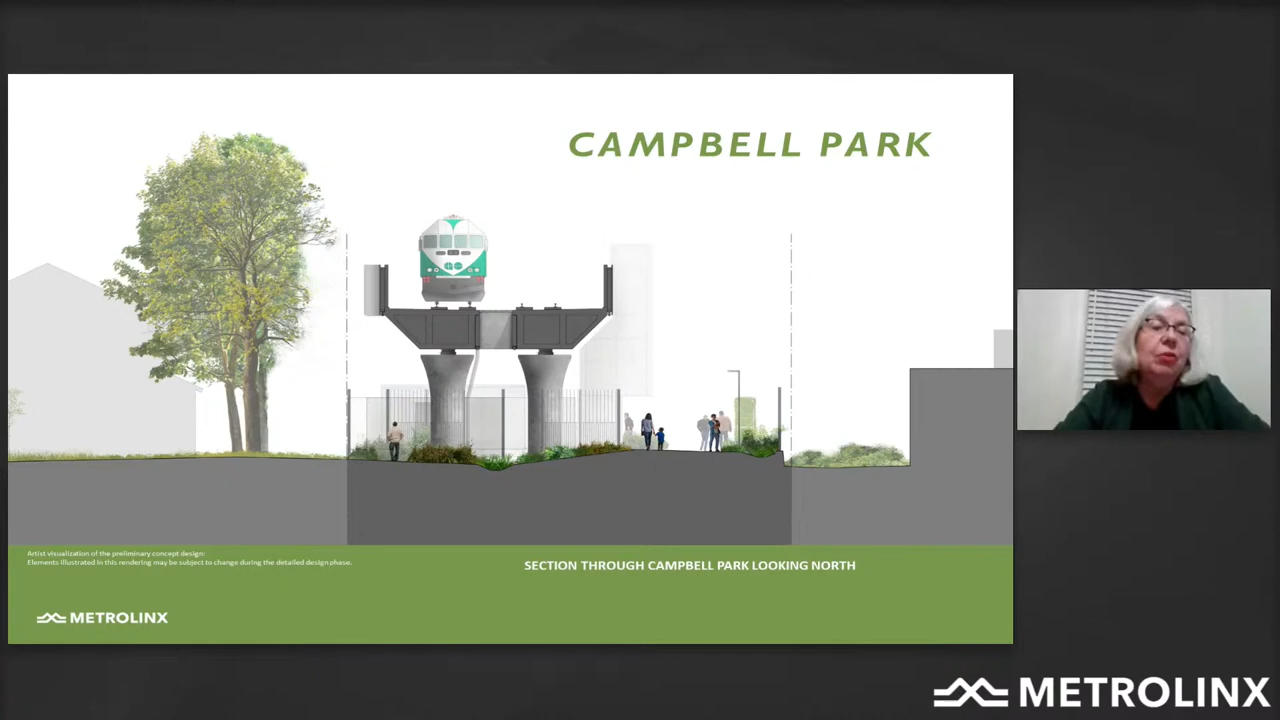 CAMPBELL PARK
Artist visualization of the preliminary concept design:
Elements illustrated in this rendering may be subject to change during the detailed design phase.
SECTION THROUGH CAMPBELL PARK LOOKING NORTH
METROLINX
METROLINX